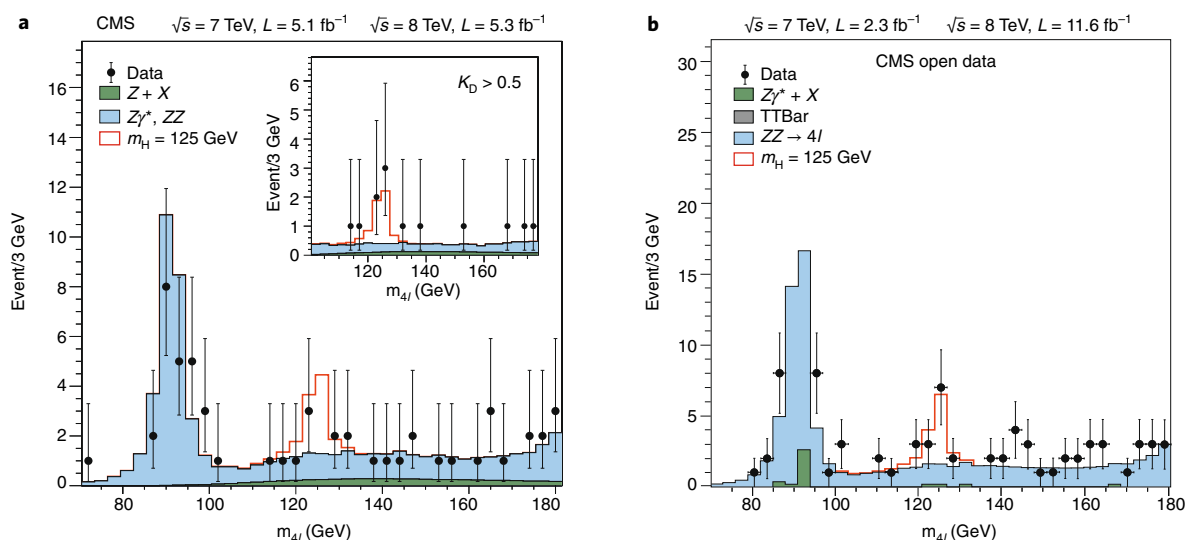 a
CMS √s = 7 TeV, L = 5.1 fb⁻¹ √s = 8 TeV, L = 5.3 fb⁻¹
Event/3 GeV
16
14
12
10
8
6
4
2
0
Data
Z + X
Zγ*, ZZ
m_H = 125 GeV
80 100 120 140 160 180
m_4l (GeV)
K_D > 0.5
Event/3 GeV
6
5
4
3
2
1
0
120 140 160
m_4l (GeV)
b
√s = 7 TeV, L = 2.3 fb⁻¹ √s = 8 TeV, L = 11.6 fb⁻¹
CMS open data
Event/3 GeV
30
25
20
15
10
5
0
Data
Zγ* + X
TTBar
ZZ → 4l
m_H = 125 GeV
80 100 120 140 160 180
m_4l (GeV)